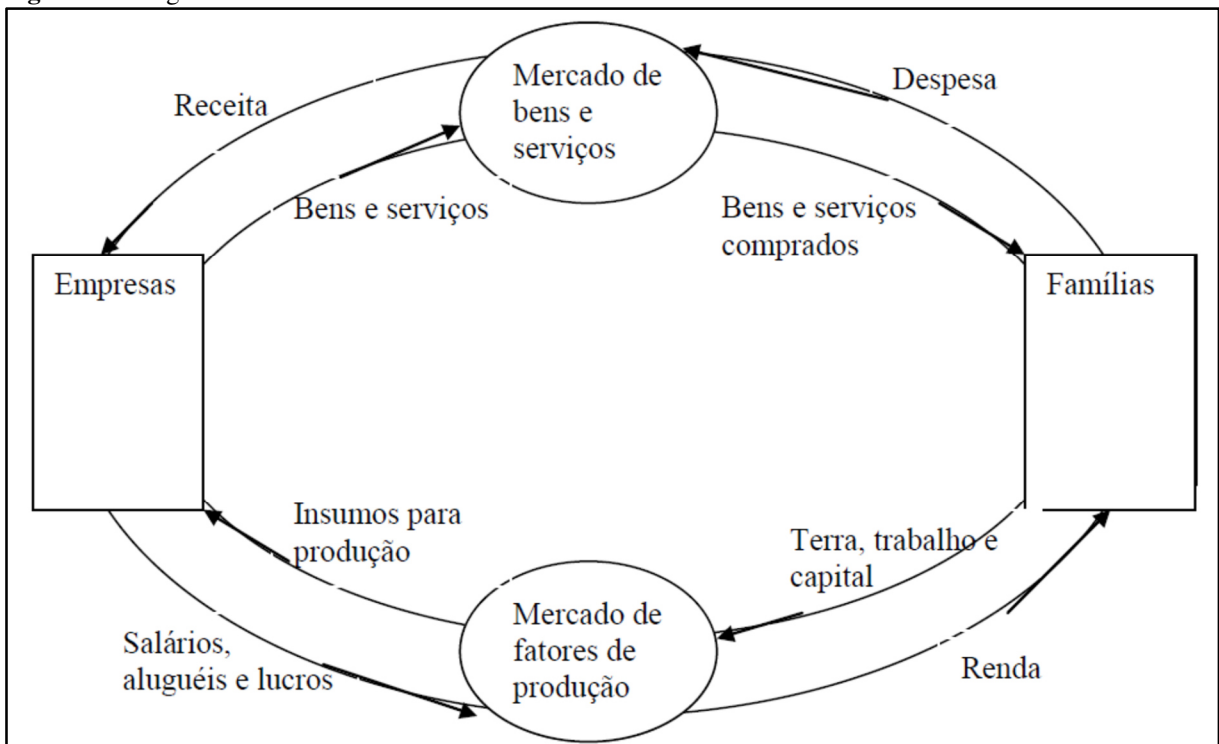 Mercado de
bens e
serviços
Despesa
Receita
Bens e serviços
Bens e serviços
comprados
Empresas
Famílias
Insumos para
produção
Terra, trabalho e
capital
Mercado de
fatores de
produção
Salários,
aluguéis e lucros
Renda